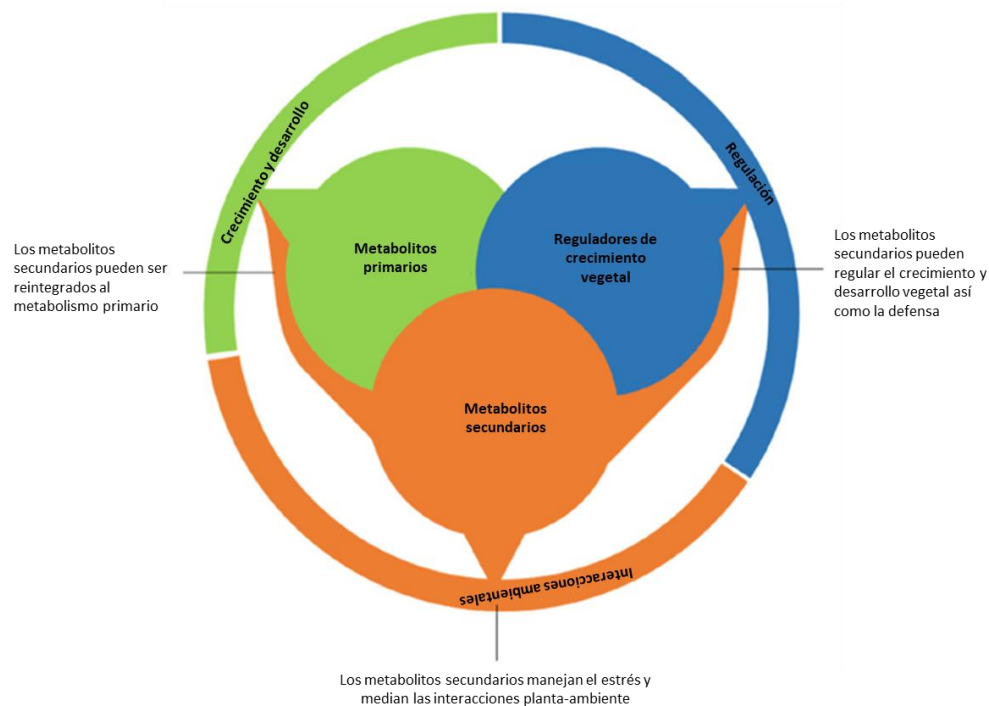 Crecimiento y desarrollo
Regulación
Metabolitos
primarios
Reguladores de
crecimiento
vegetal
Los metabolitos
secundarios pueden ser
reintegrados al
metabolismo primario
Los metabolitos
secundarios pueden
regular el crecimiento y
desarrollo vegetal así
como la defensa
Metabolitos
secundarios
Interacciones ambientales
Los metabolitos secundarios manejan el estrés y
median las interacciones planta-ambiente